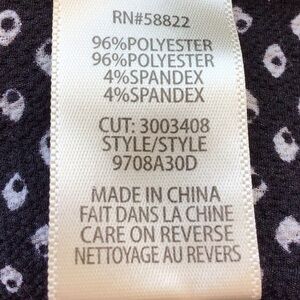 RN#58822
96%POLYESTER
96%POLYESTER
4%SPANDEX
4%SPANDEX
CUT: 3003408
STYLE/STYLE
9708A30D
MADE IN CHINA
FAIT DANS LA CHINE
CARE ON REVERSE
NETTOYAGE AU REVERS